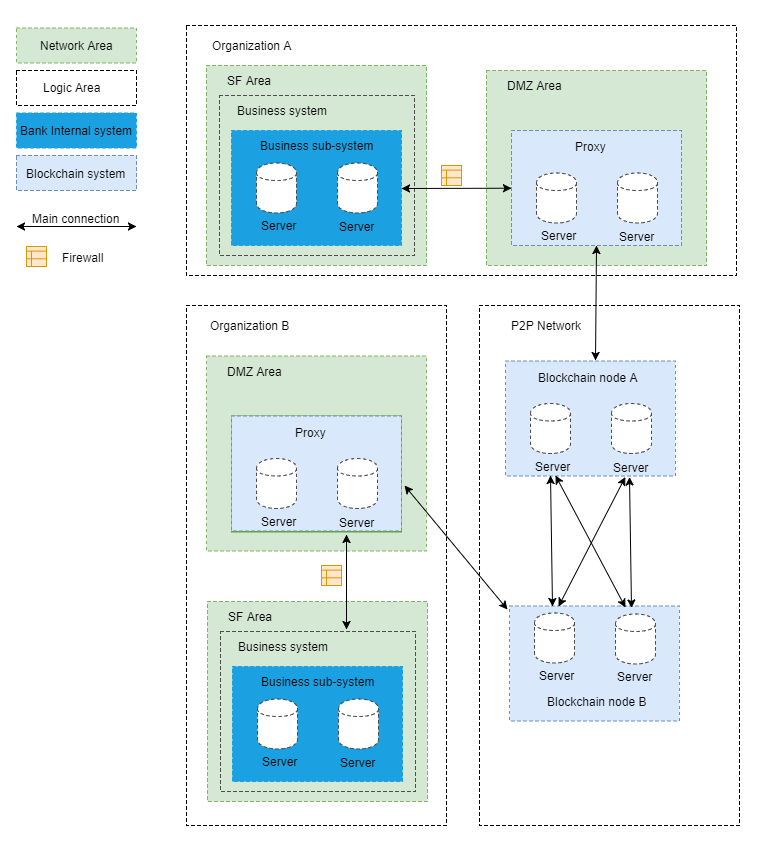 Network Area
Logic Area
Bank Internal system
Blockchain system
Main connection
Firewall
Organization A
SF Area
Business system
Business sub-system
Server
Server
DMZ Area
Proxy
Server
Server
Organization B
DMZ Area
Proxy
Server
Server
SF Area
Business system
Business sub-system
Server
Server
P2P Network
Blockchain node A
Server
Server
Server
Server
Blockchain node B